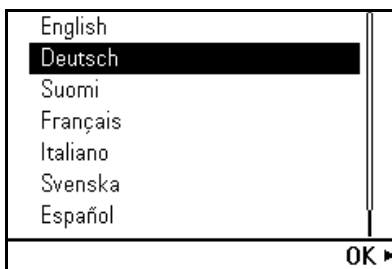 English
Deutsch
Suomi
Français
Italiano
Svenska
Español
OK